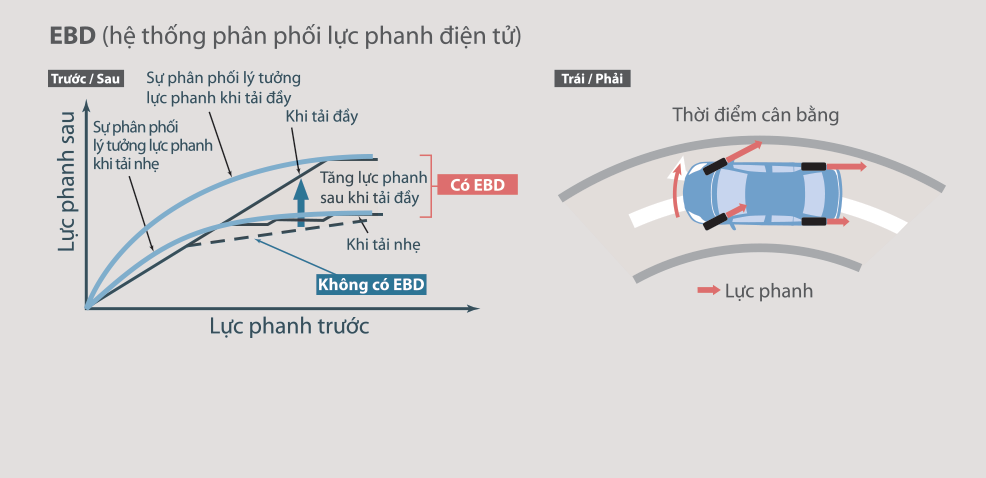 EBD (hệ thống phân phối lực phanh điện tử)
Trước / Sau
Sự phân phối lý tưởng
lực phanh khi tải đầy
Khi tải đầy
Sự phân phối
lý tưởng lực phanh
khi tải nhẹ
Lực phanh sau
Tăng lực phanh
sau khi tải đầy
Có EBD
Khi tải nhẹ
Không có EBD
Lực phanh trước
Trái / Phải
Thời điểm cân bằng
Lực phanh